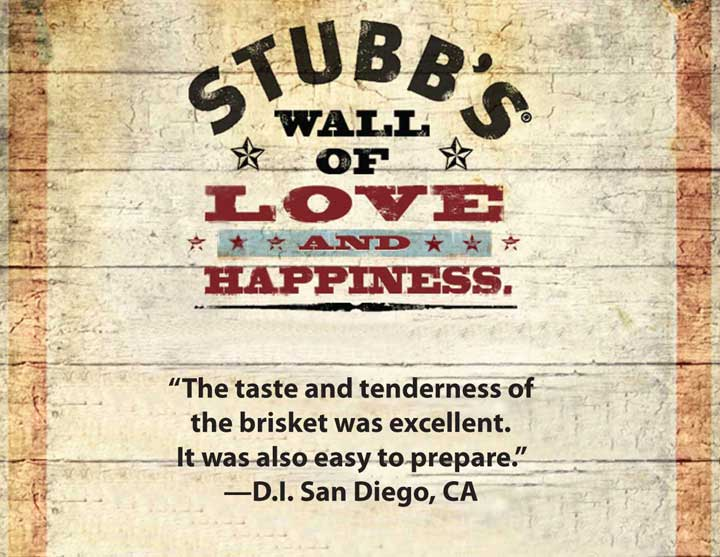 STUBB'S®
WALL
OF
LOVE
AND
HAPPINESS.
“The taste and tenderness of
the brisket was excellent.
It was also easy to prepare.”
—D.I. San Diego, CA